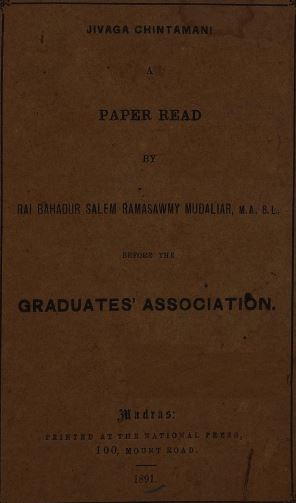 JIVAGA CHINTAMANI
A
PAPER READ
BY
RAI BAHADUR SALEM RAMASAWMY MUDALIAR, M.A. B.L.
BEFORE THE
GRADUATES' ASSOCIATION.
Madras:
PRINTED AT THE NATIONAL PRESS,
100, MOUNT ROAD.
1891.